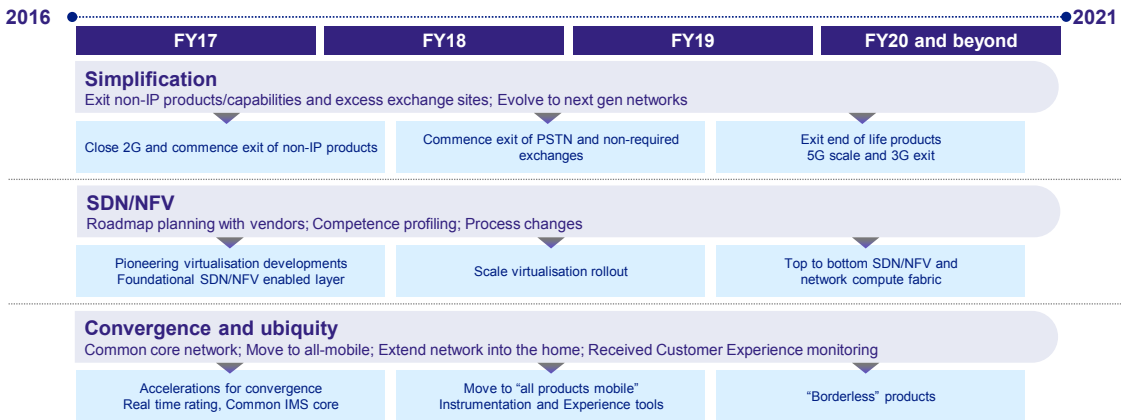 2016
2021
FY17
FY18
FY19
FY20 and beyond
Simplification
Exit non-IP products/capabilities and excess exchange sites; Evolve to next gen networks
Close 2G and commence exit of non-IP products
Commence exit of PSTN and non-required
exchanges
Exit end of life products
5G scale and 3G exit
SDN/NFV
Roadmap planning with vendors; Competence profiling; Process changes
Pioneering virtualisation developments
Foundational SDN/NFV enabled layer
Scale virtualisation rollout
Top to bottom SDN/NFV and
network compute fabric
Convergence and ubiquity
Common core network; Move to all-mobile; Extend network into the home; Received Customer Experience monitoring
Accelerations for convergence
Real time rating, Common IMS core
Move to “all products mobile”
Instrumentation and Experience tools
“Borderless” products